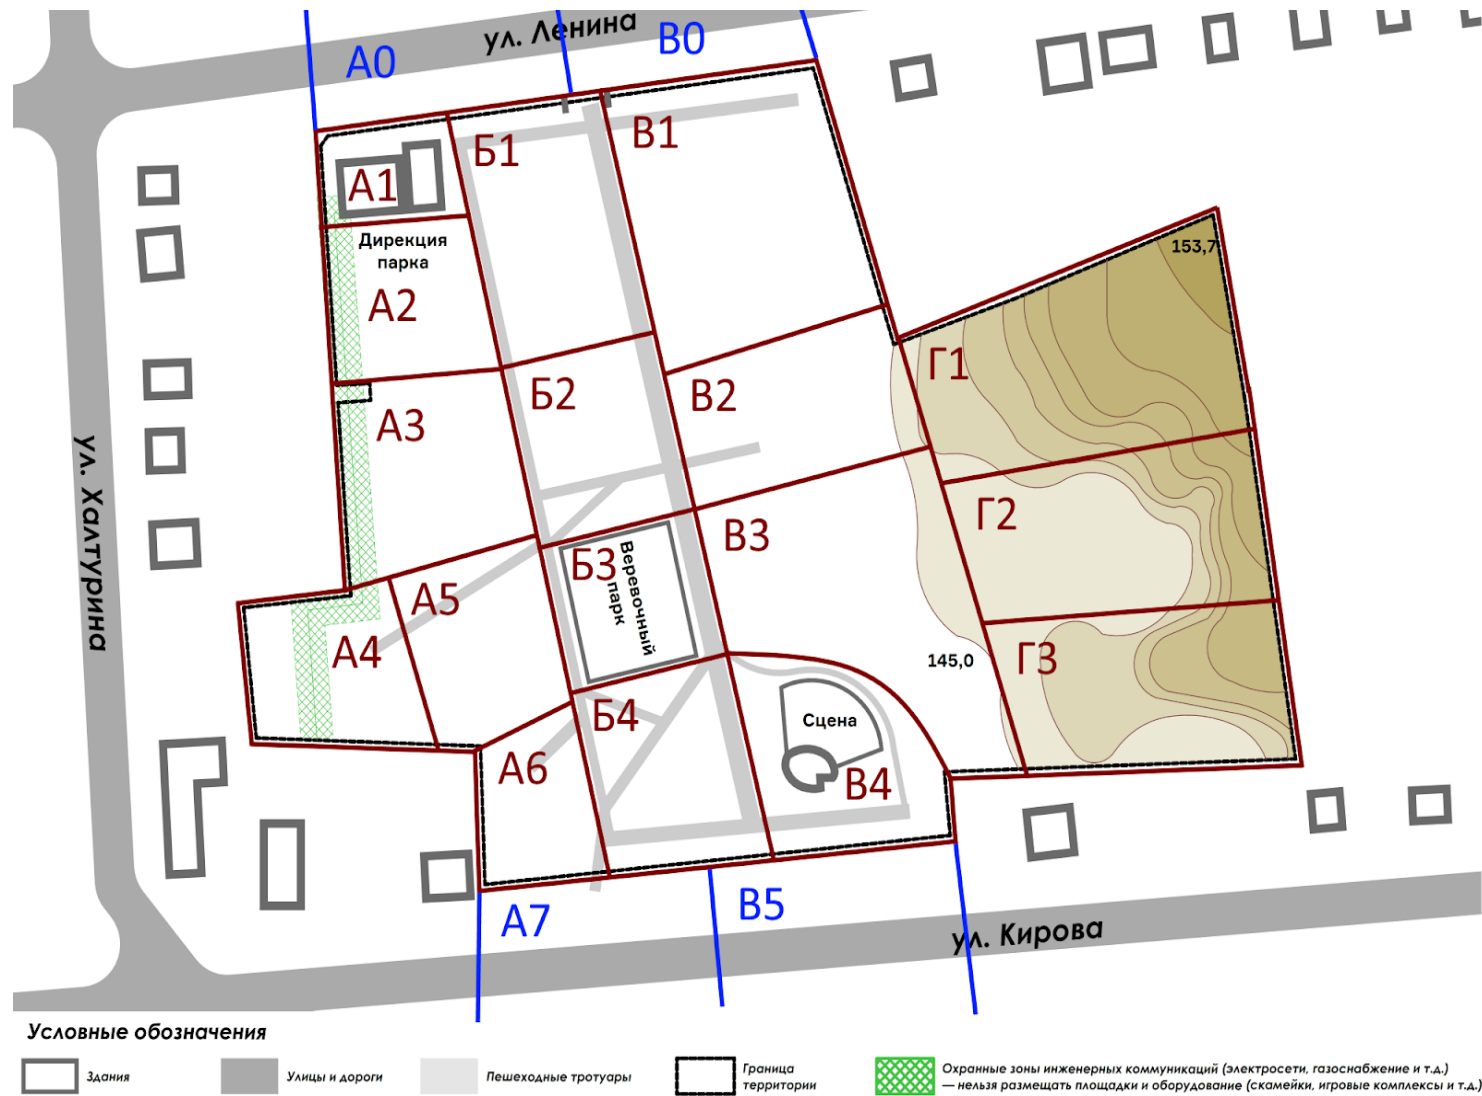 ул. Ленина
А0
В0
Б1
В1
А1
Дирекция
парка
А2
153,7
Г1
Б2
В2
А3
ул. Халтурина
Г2
В3
Б3
Веревочный
парк
А5
А4
145,0
Г3
Б4
Сцена
А6
В4
А7
В5
ул. Кирова
Условные обозначения
Здания
Улицы и дороги
Пешеходные тротуары
Граница
территории
Охранные зоны инженерных коммуникаций (электросети, газоснабжение и т.д.)
— нельзя размещать площадки и оборудование (скамейки, игровые комплексы и т.д.)